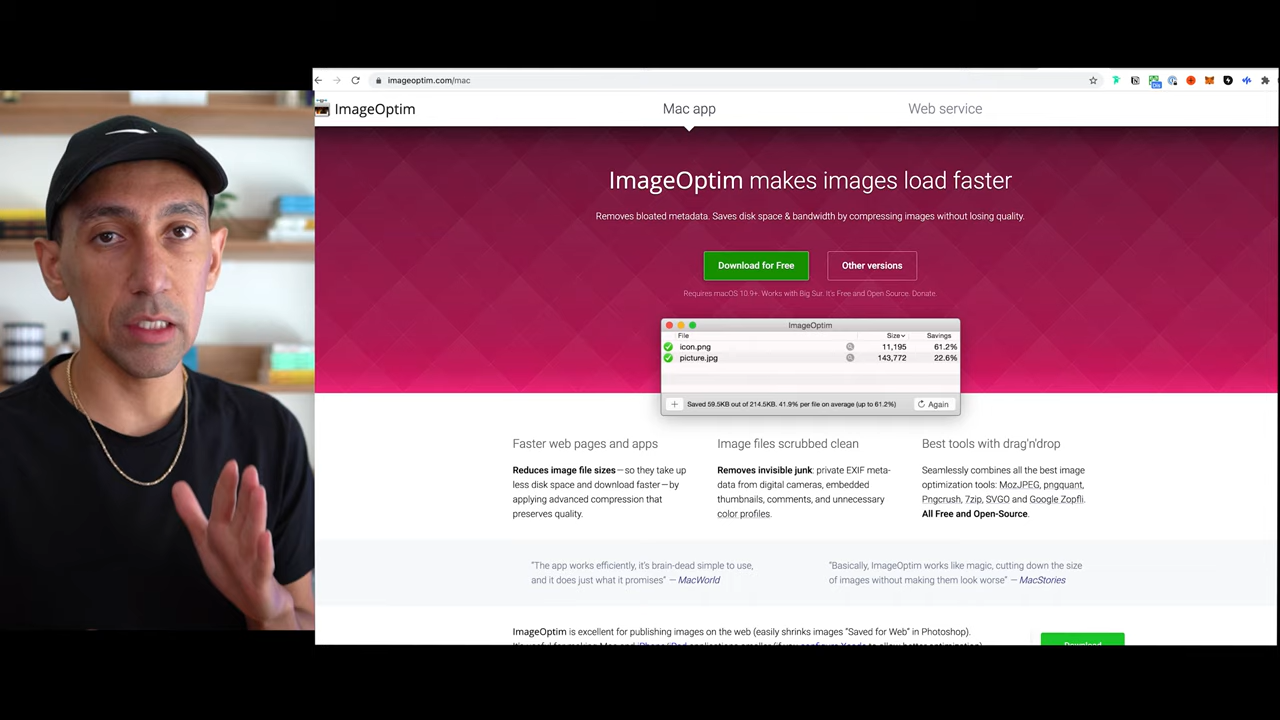 imageoptim.com/mac
ImageOptim
Mac app
Web service
ImageOptim makes images load faster
Removes bloated metadata. Saves disk space & bandwidth by compressing images without losing quality.
Download for Free
Other versions
Requires macOS 10.9+. Works with Big Sur. It's Free and Open Source. Donate.
ImageOptim
File Size Savings
icon.png 11,195 61.2%
picture.jpg 143,772 22.6%
Saved 59.5KB out of 214.5KB. 41.9% per file on average (up to 61.2%)
Again
Faster web pages and apps
Reduces image file sizes — so they take up
less disk space and download faster — by
applying advanced compression that
preserves quality.
Image files scrubbed clean
Removes invisible junk: private EXIF meta-
data from digital cameras, embedded
thumbnails, comments, and unnecessary
color profiles.
Best tools with drag'n'drop
Seamlessly combines all the best image
optimization tools: MozJPEG, pngquant,
Pngcrush, 7zip, SVGO and Google Zopfli.
All Free and Open-Source.
"The app works efficiently, it's brain-dead simple to use,
and it does just what it promises" — MacWorld
"Basically, ImageOptim works like magic, cutting down the size
of images without making them look worse" — MacStories
ImageOptim is excellent for publishing images on the web (easily shrinks images "Saved for Web" in Photoshop).
Download